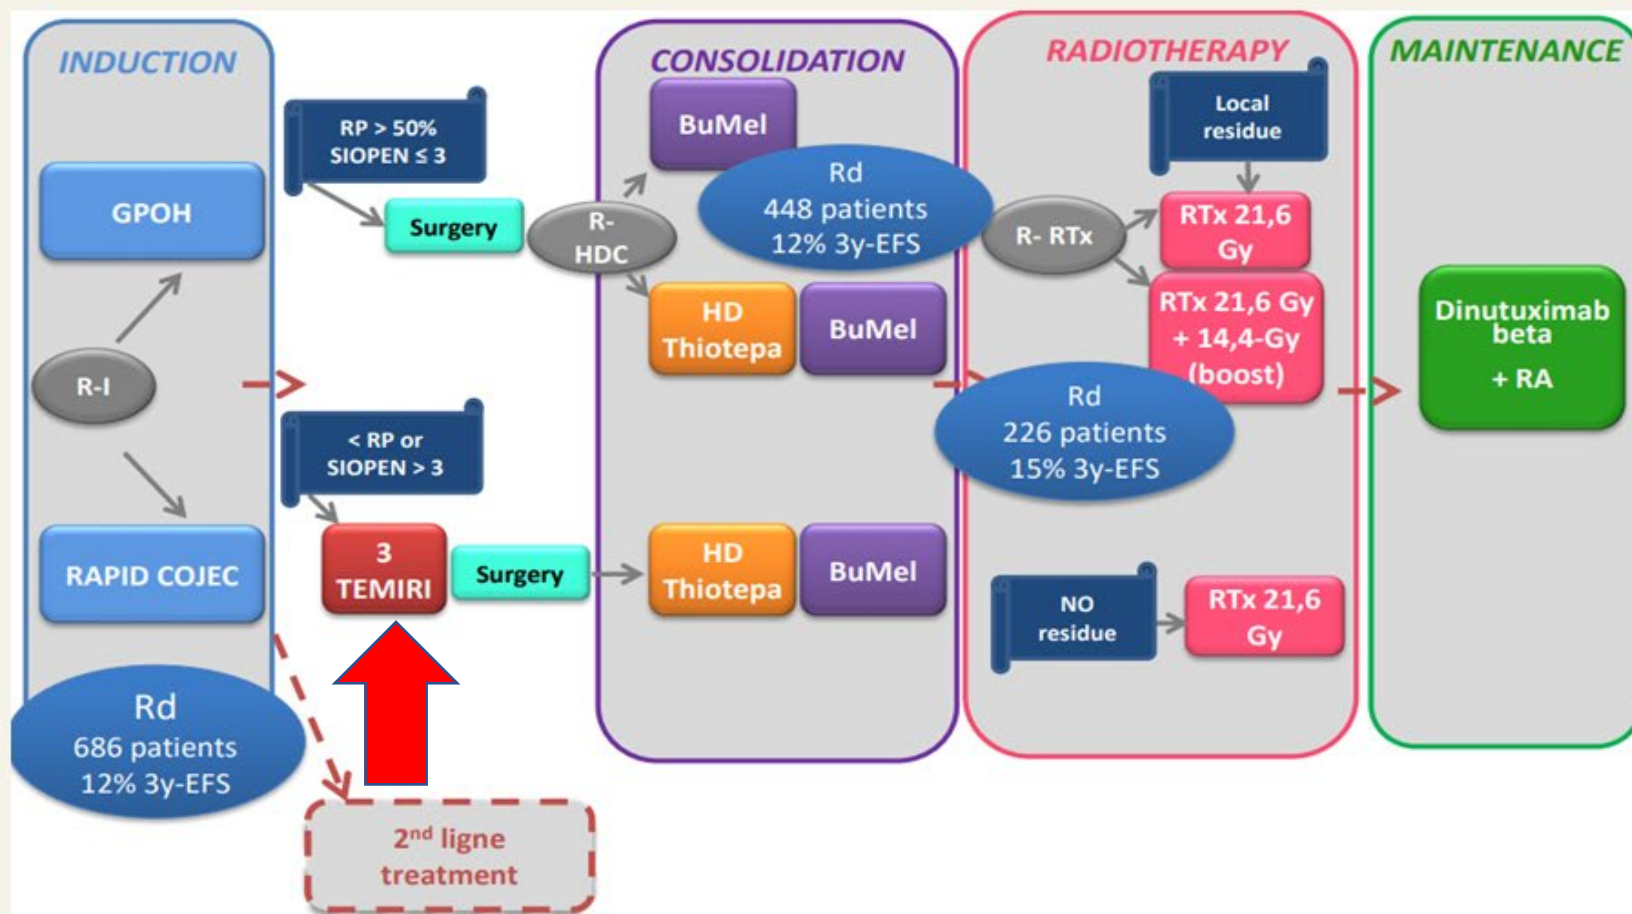 INDUCTION
GPOH
R-I
RAPID COJEC
Rd
686 patients
12% 3y-EFS
RP > 50%
SIOPEN ≤ 3
Surgery
< RP or
SIOPEN > 3
3
TEMIRI
Surgery
2nd ligne
treatment
CONSOLIDATION
R-
HDC
BuMel
Rd
448 patients
12% 3y-EFS
HD
Thiotepa
BuMel
HD
Thiotepa
BuMel
RADIOTHERAPY
Local
residue
R- RTx
RTx 21,6
Gy
RTx 21,6 Gy
+ 14,4-Gy
(boost)
Rd
226 patients
15% 3y-EFS
NO
residue
RTx 21,6
Gy
MAINTENANCE
Dinutuximab
beta
+ RA